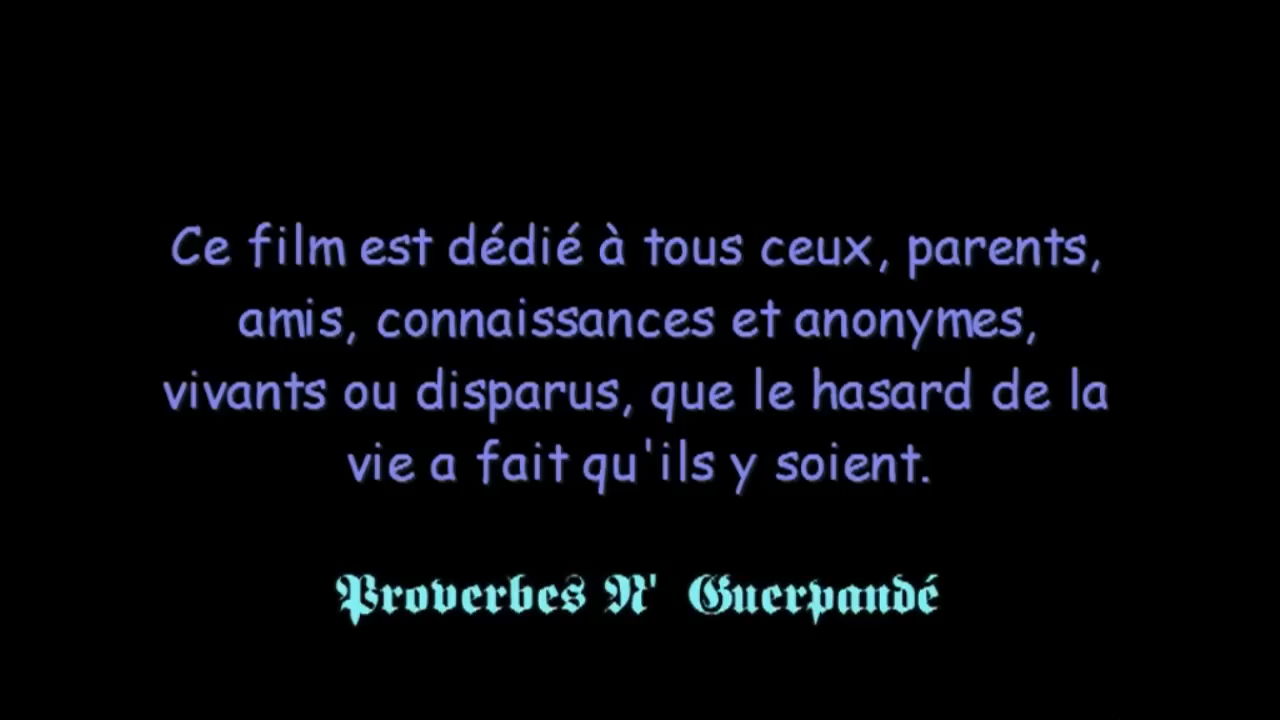 Ce film est dédié à tous ceux, parents,
amis, connaissances et anonymes,
vivants ou disparus, que le hasard de la
vie a fait qu'ils y soient.
Proverbes N' Guerpandé